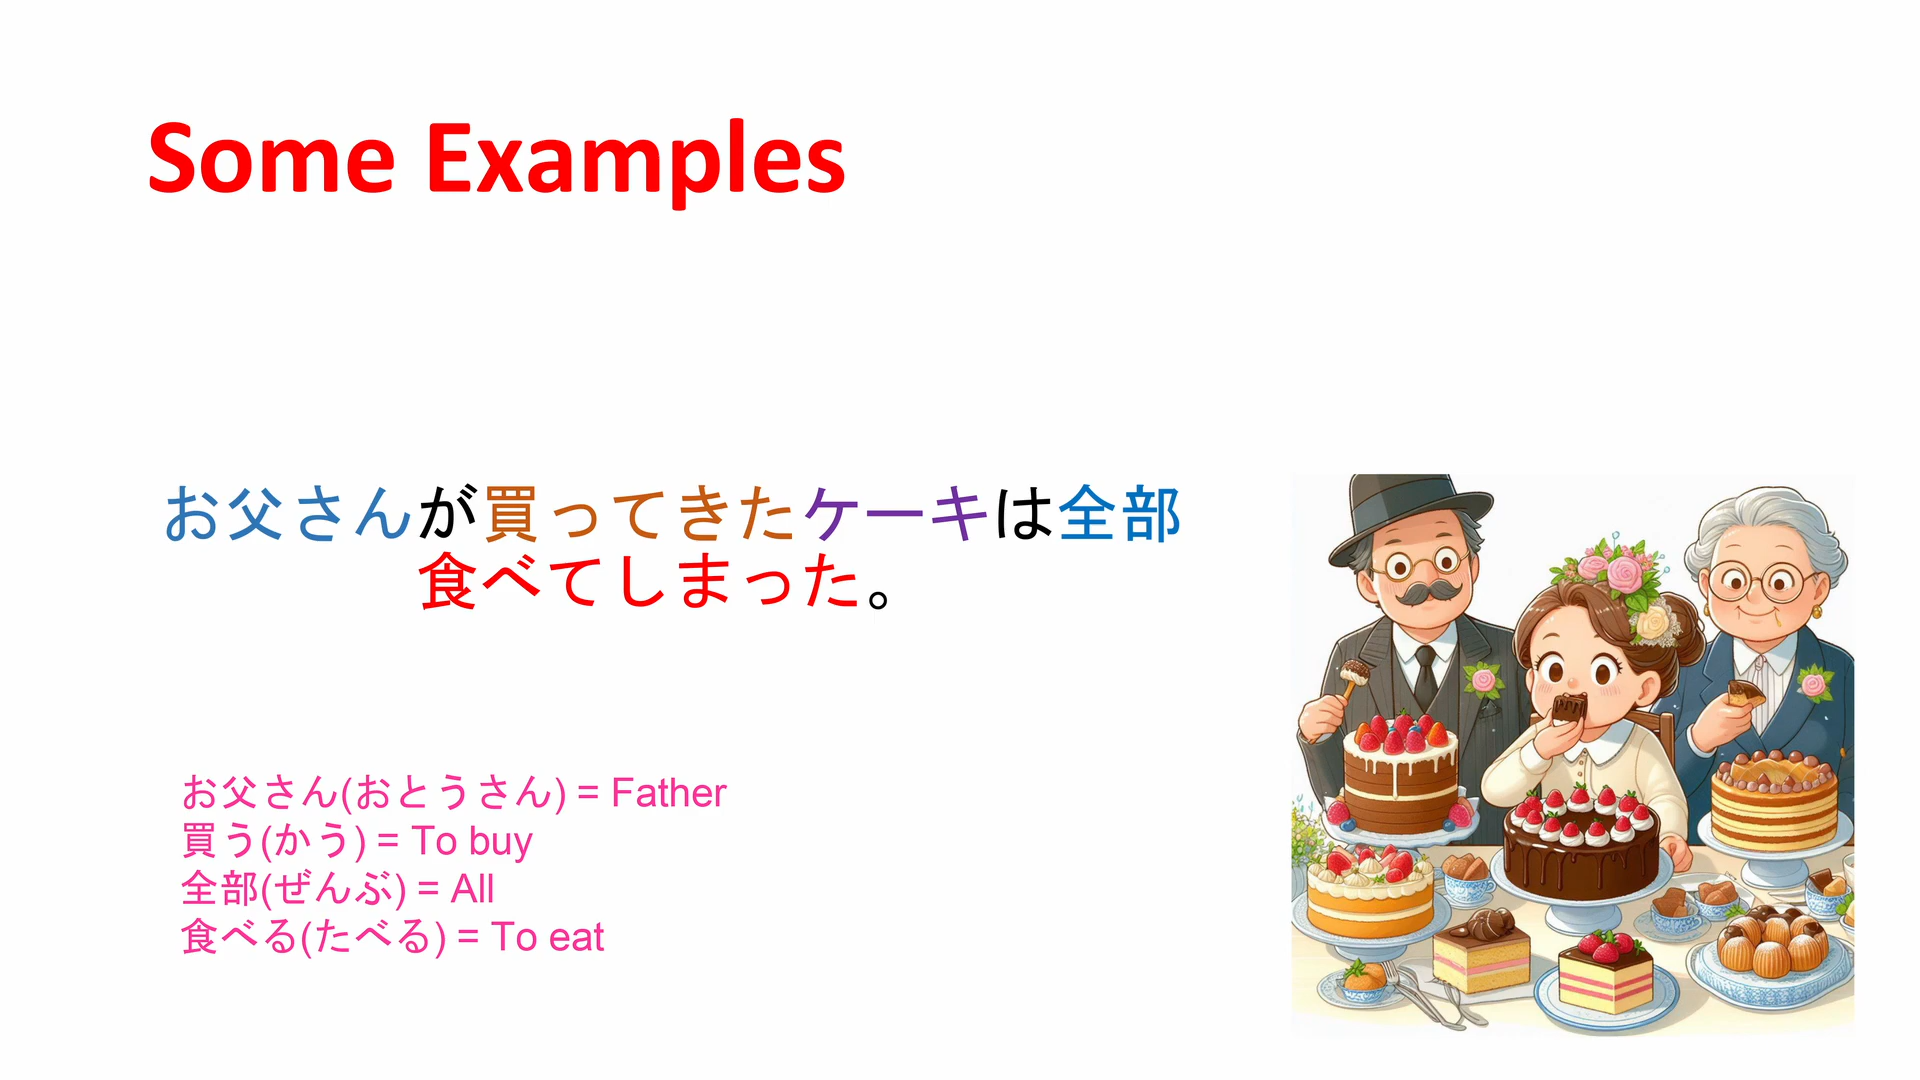 Some Examples
お父さんが買ってきたケーキは全部
食べてしまった。
お父さん(おとうさん) = Father
買う(かう) = To buy
全部(ぜんぶ) = All
食べる(たべる) = To eat